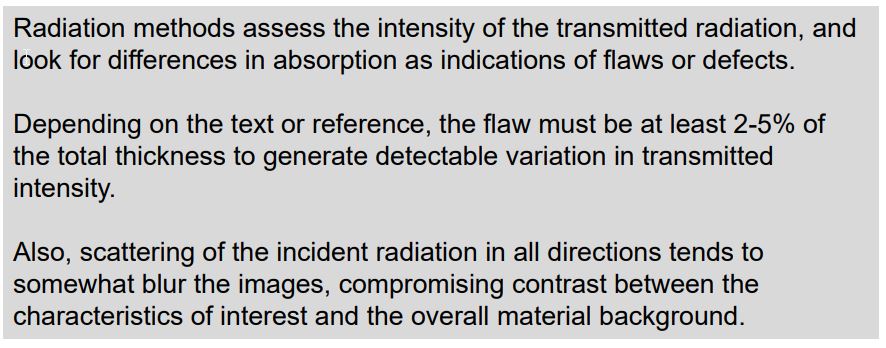 Radiation methods assess the intensity of the transmitted radiation, and
look for differences in absorption as indications of flaws or defects.
Depending on the text or reference, the flaw must be at least 2-5% of
the total thickness to generate detectable variation in transmitted
intensity.
Also, scattering of the incident radiation in all directions tends to
somewhat blur the images, compromising contrast between the
characteristics of interest and the overall material background.